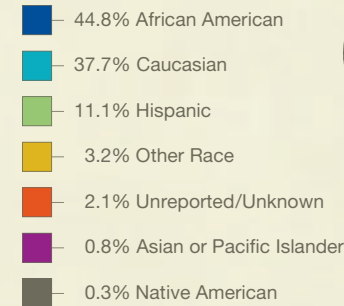 44.8% African American
37.7% Caucasian
11.1% Hispanic
3.2% Other Race
2.1% Unreported/Unknown
0.8% Asian or Pacific Islander
0.3% Native American